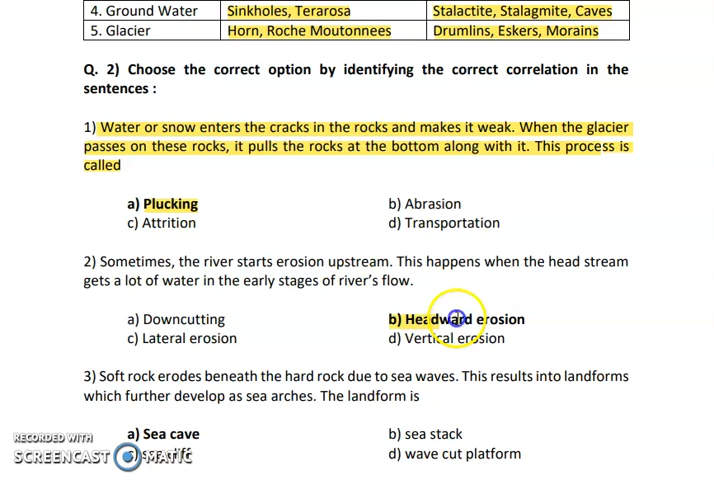 4. Ground Water Sinkholes, Terarosa Stalactite, Stalagmite, Caves
5. Glacier Horn, Roche Moutonnees Drumlins, Eskers, Morains
Q. 2) Choose the correct option by identifying the correct correlation in the
sentences :
1) Water or snow enters the cracks in the rocks and makes it weak. When the glacier
passes on these rocks, it pulls the rocks at the bottom along with it. This process is
called
a) Plucking b) Abrasion
c) Attrition d) Transportation
2) Sometimes, the river starts erosion upstream. This happens when the head stream
gets a lot of water in the early stages of river's flow.
a) Downcutting b) Headward erosion
c) Lateral erosion d) Vertical erosion
3) Soft rock erodes beneath the hard rock due to sea waves. This results into landforms
which further develop as sea arches. The landform is
a) Sea cave b) sea stack
d) wave cut platform
RECORDED WITH
SCREENCAST MATIC